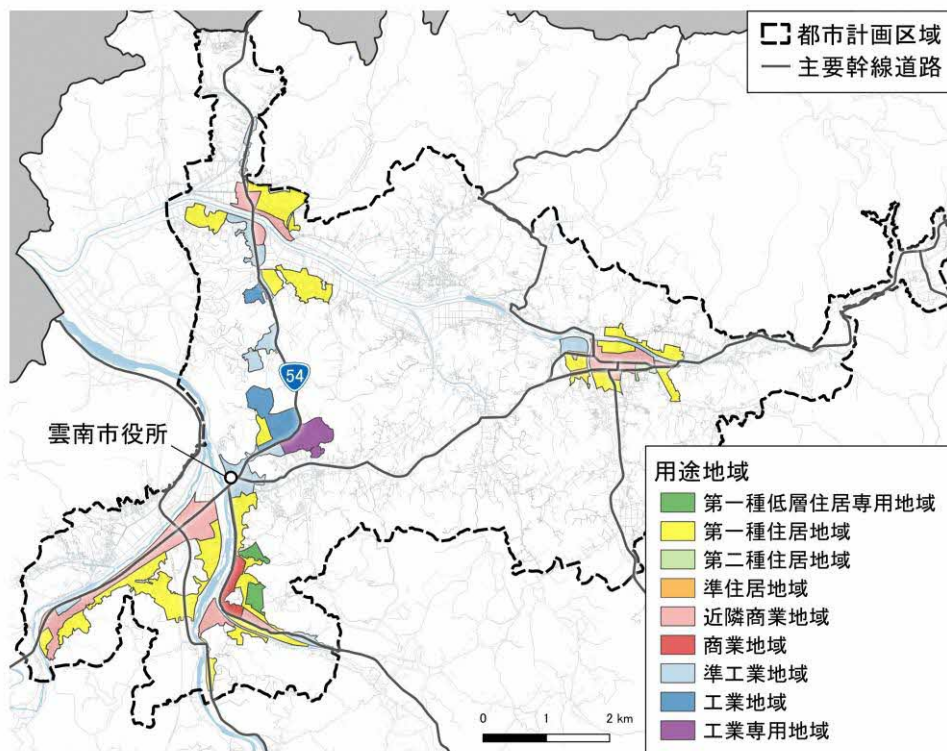 都市計画区域
主要幹線道路
54
雲南市役所
用途地域
第一種低層住居専用地域
第一種住居地域
第二種住居地域
準住居地域
近隣商業地域
商業地域
準工業地域
工業地域
工業専用地域
0 1 2 km